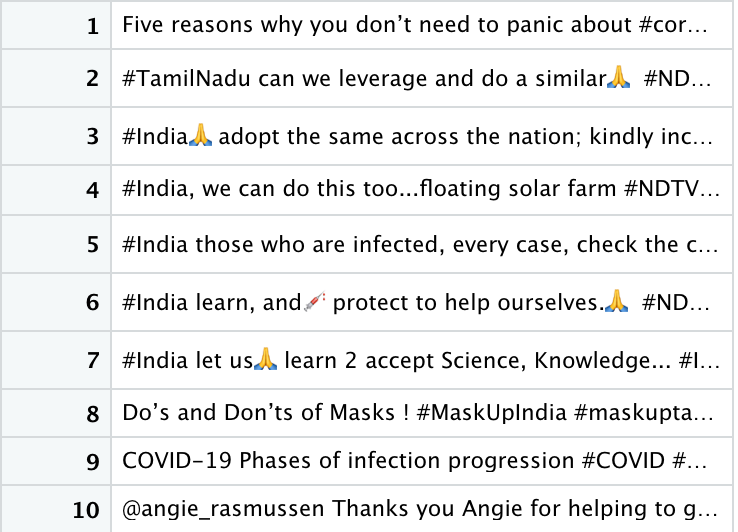 1 Five reasons why you don’t need to panic about #cor…
2 #TamilNadu can we leverage and do a similar🙏 #ND…
3 #India🙏 adopt the same across the nation; kindly inc…
4 #India, we can do this too...floating solar farm #NDTV…
5 #India those who are infected, every case, check the c…
6 #India learn, and💉 protect to help ourselves.🙏 #ND…
7 #India let us🙏 learn 2 accept Science, Knowledge... #I…
8 Do’s and Don’ts of Masks ! #MaskUpIndia #maskupta…
9 COVID-19 Phases of infection progression #COVID #…
10 @angie_rasmussen Thanks you Angie for helping to g…